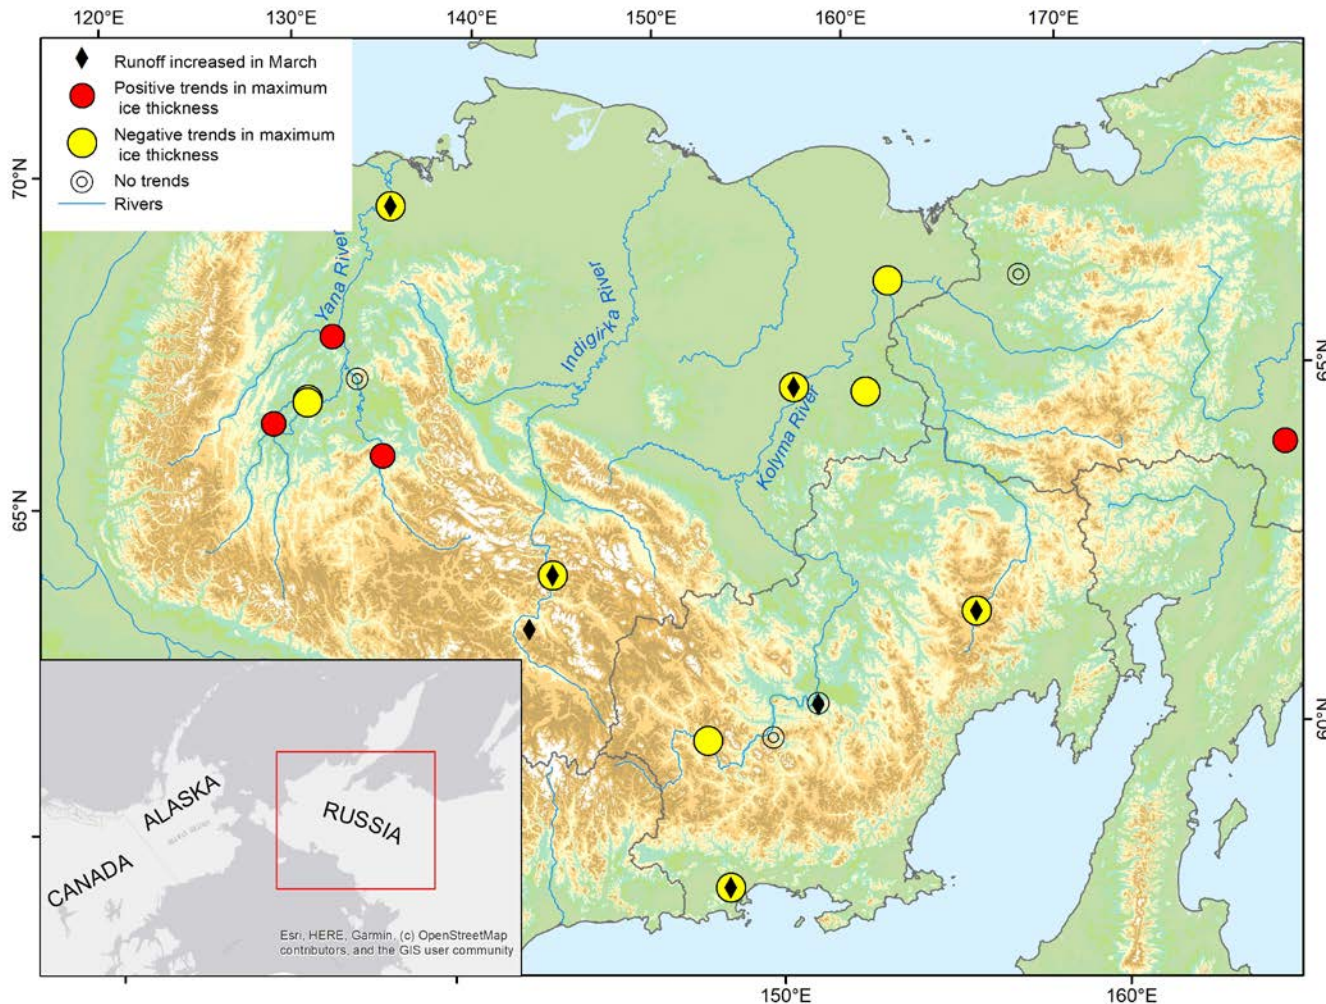 120°E 130°E 140°E 150°E 160°E 170°E
Runoff increased in March
Positive trends in maximum
ice thickness
Negative trends in maximum
ice thickness
No trends
Rivers
70°N
65°N
65°N
60°N
Yana River
Indigirka River
Kolyma River
ALASKA
RUSSIA
CANADA
Esri, HERE, Garmin, (c) OpenStreetMap
contributors, and the GIS user community
150°E 160°E